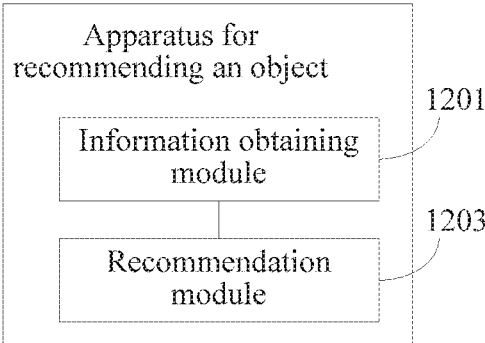 Apparatus for
recommending an object
1201
Information obtaining
module
1203
Recommendation
module